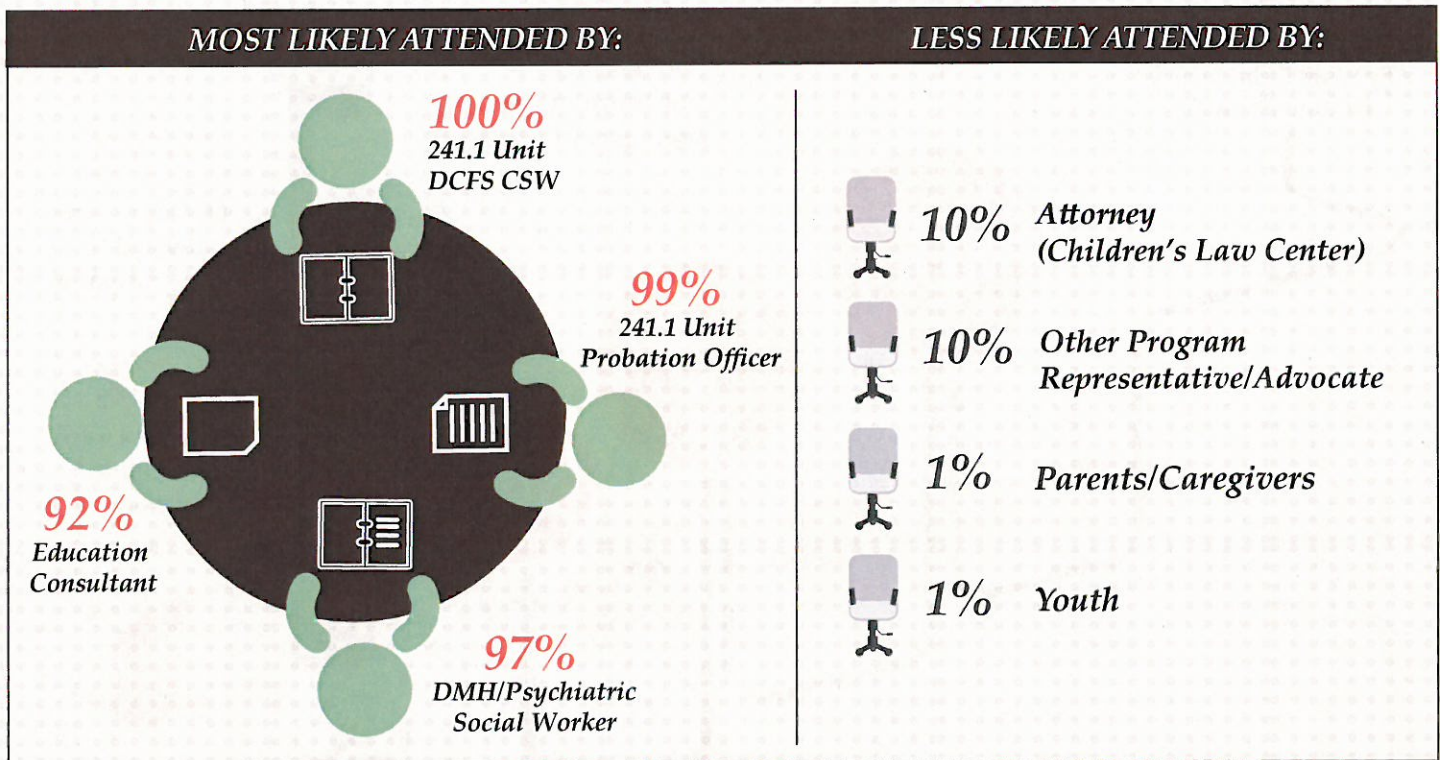 MOST LIKELY ATTENDED BY:
100%
241.1 Unit
DCFS CSW
99%
241.1 Unit
Probation Officer
92%
Education
Consultant
97%
DMH/Psychiatric
Social Worker
LESS LIKELY ATTENDED BY:
10% Attorney
(Children's Law Center)
10% Other Program
Representative/Advocate
1% Parents/Caregivers
1% Youth